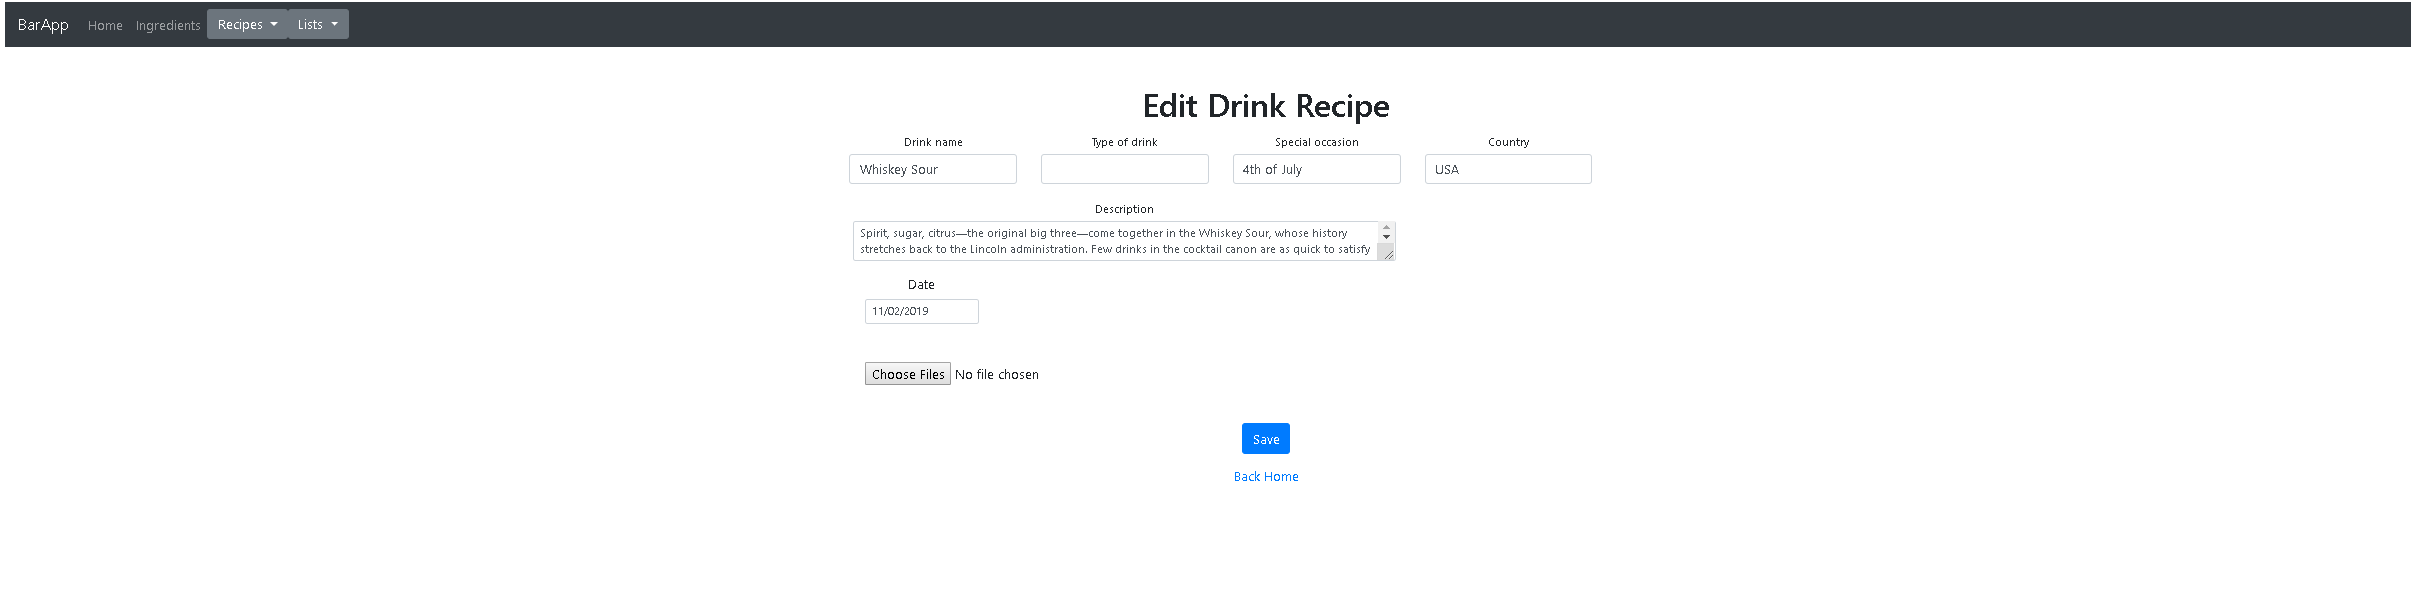 BarApp Home Ingredients Recipes Lists
Edit Drink Recipe
Drink name Type of drink Special occasion Country
Whiskey Sour 4th of July USA
Description
Spirit, sugar, citrus—the original big three—come together in the Whiskey Sour, whose history
stretches back to the Lincoln administration. Few drinks in the cocktail canon are as quick to satisfy
Date
11/02/2019
Choose Files No file chosen
Save
Back Home